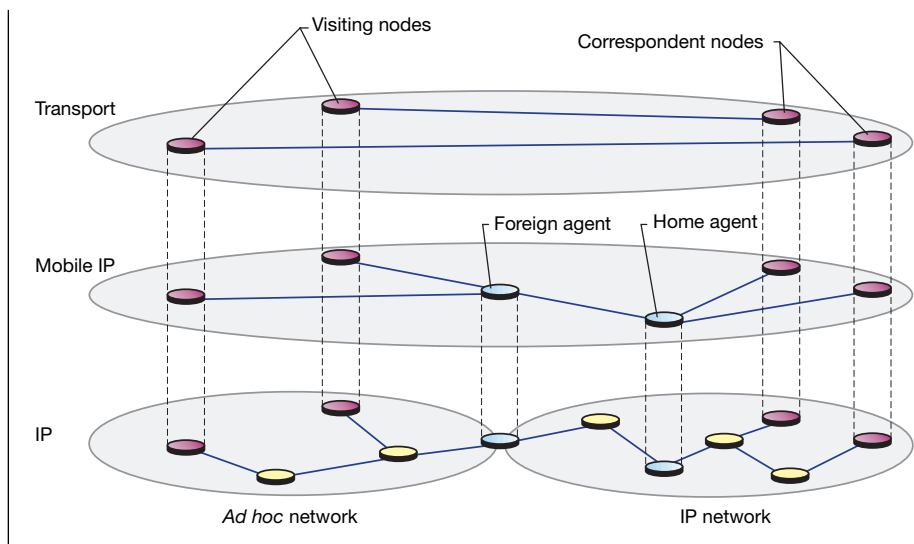 Visiting nodes
Correspondent nodes
Transport
Foreign agent
Home agent
Mobile IP
IP
Ad hoc network
IP network